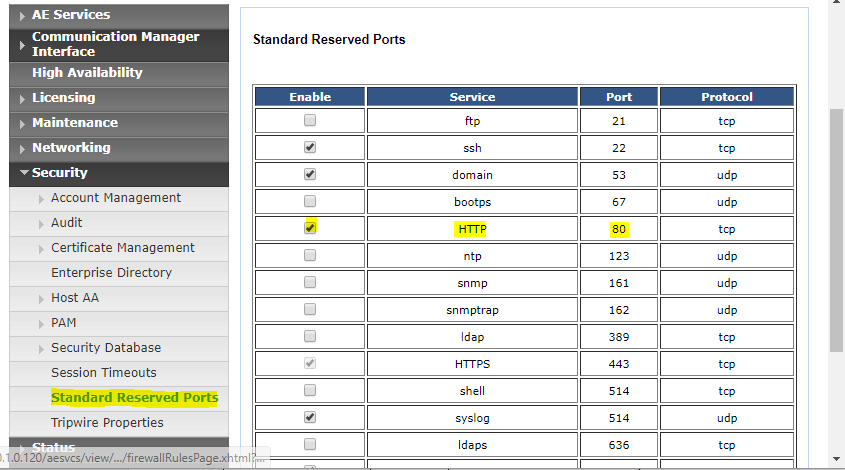 AE Services
Communication Manager
Interface
High Availability
Licensing
Maintenance
Networking
Security
Account Management
Audit
Certificate Management
Enterprise Directory
Host AA
PAM
Security Database
Session Timeouts
Standard Reserved Ports
Tripwire Properties
Status
0.1.0.120/aesvcs/view/.../firewallRulesPage.xhtml?...
Standard Reserved Ports
Enable Service Port Protocol
ftp 21 tcp
ssh 22 tcp
domain 53 udp
bootps 67 udp
HTTP 80 tcp
ntp 123 udp
snmp 161 udp
snmptrap 162 udp
ldap 389 tcp
HTTPS 443 tcp
shell 514 tcp
syslog 514 udp
ldaps 636 tcp